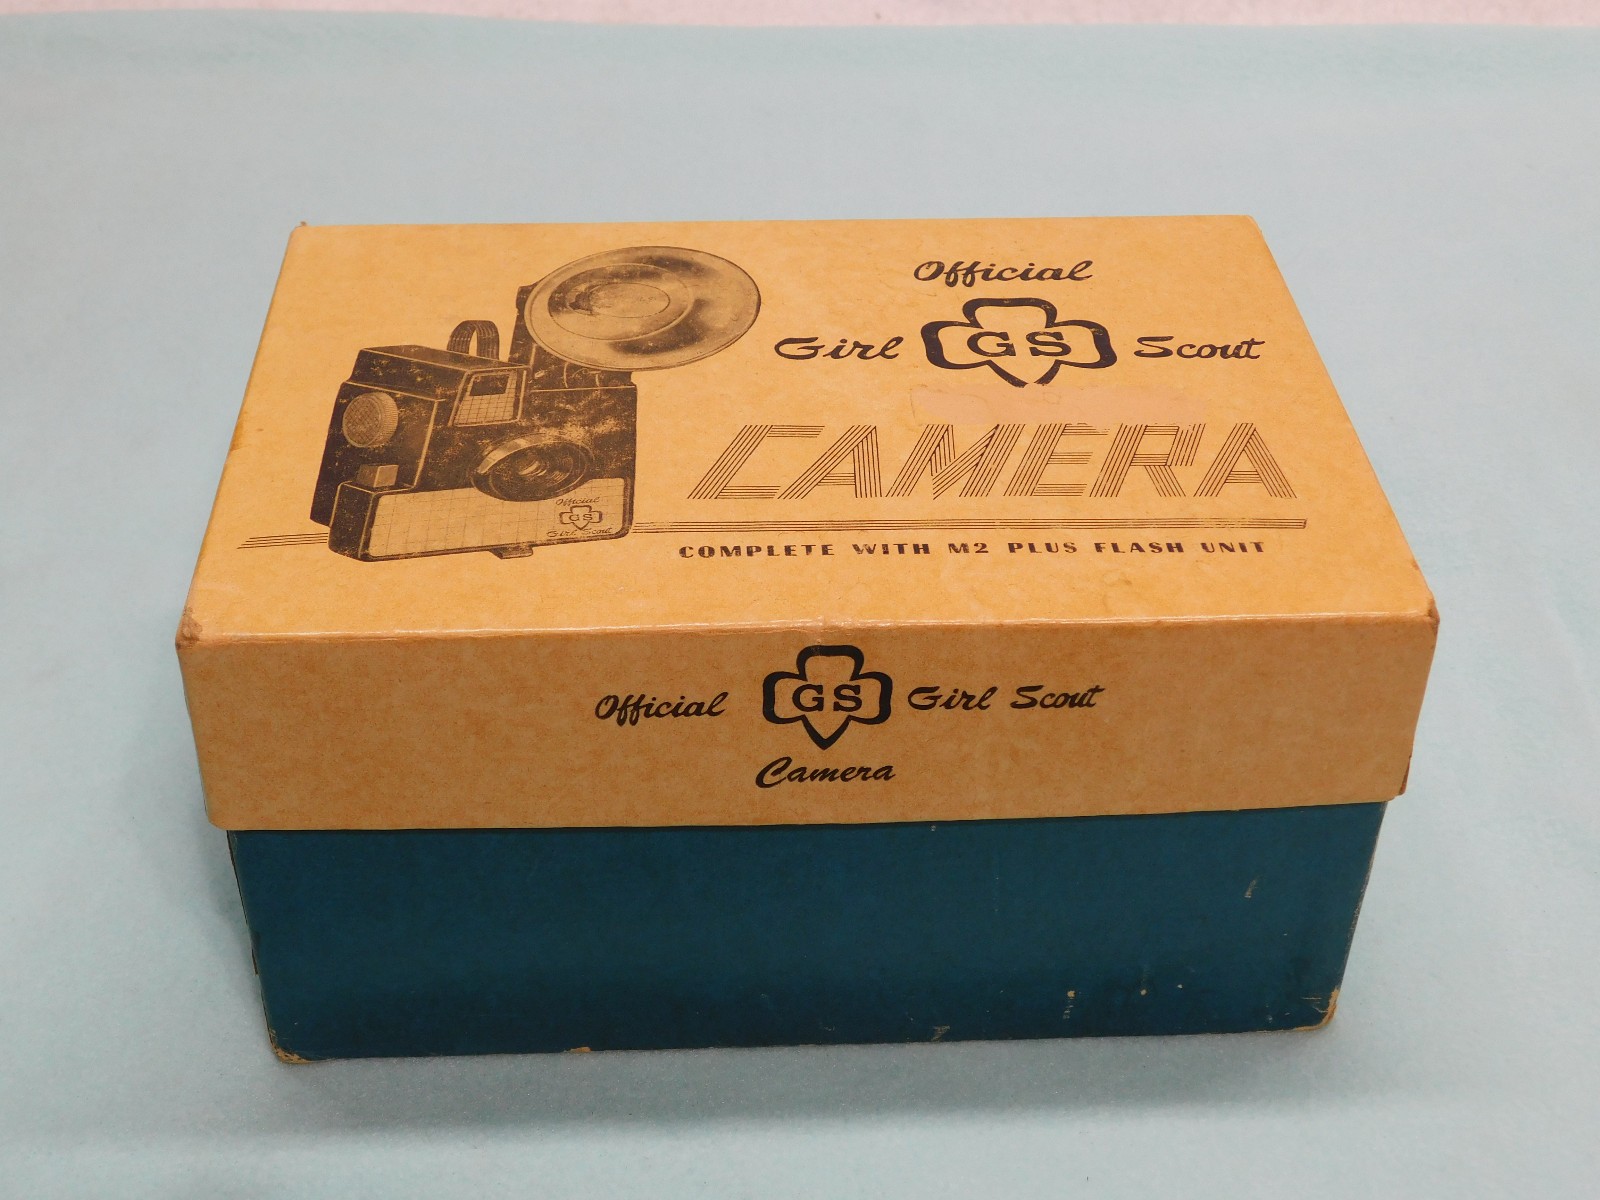 Official
Girl GS Scout
CAMERA
COMPLETE WITH M2 PLUS FLASH UNIT
Official
GS
Girl Scout
Official GS Girl Scout
Camera